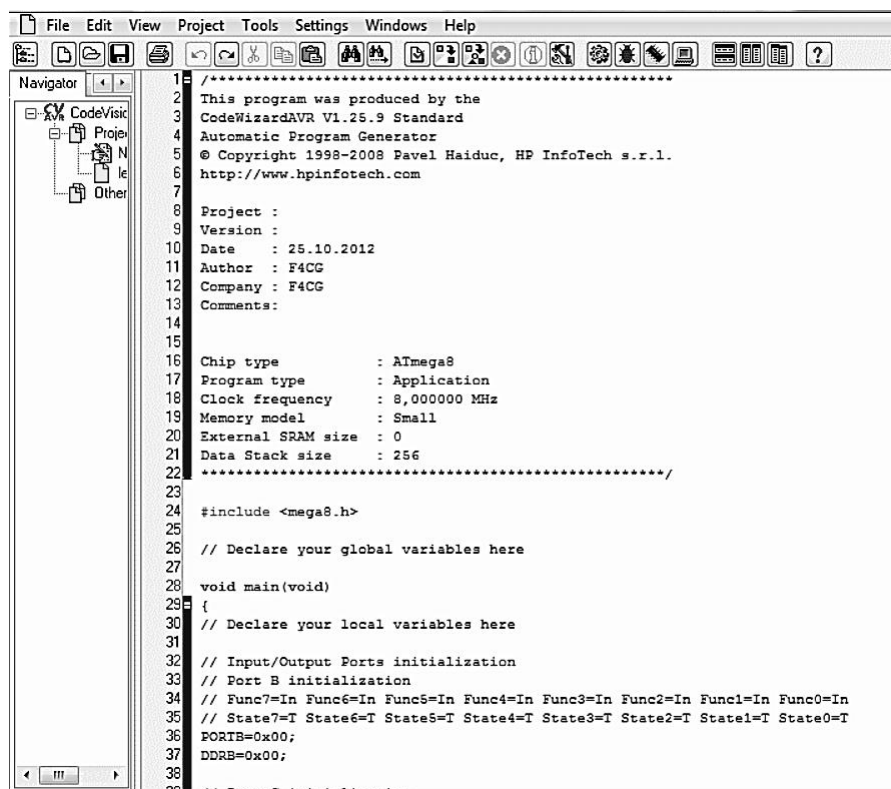 File Edit View Project Tools Settings Windows Help
Navigator
CodeVisic
Proje
N
le
Other
1 /*****************************************************
2 This program was produced by the
3 CodeWizardAVR V1.25.9 Standard
4 Automatic Program Generator
5 © Copyright 1998-2008 Pavel Haiduc, HP InfoTech s.r.l.
6 http://www.hpinfotech.com
7
8 Project :
9 Version :
10 Date    : 25.10.2012
11 Author  : F4CG
12 Company : F4CG
13 Comments:
14
15
16 Chip type           : ATmega8
17 Program type        : Application
18 Clock frequency     : 8,000000 MHz
19 Memory model        : Small
20 External SRAM size  : 0
21 Data Stack size     : 256
22 *****************************************************/
23
24 #include <mega8.h>
25
26 // Declare your global variables here
27
28 void main(void)
29 {
30 // Declare your local variables here
31
32 // Input/Output Ports initialization
33 // Port B initialization
34 // Func7=In Func6=In Func5=In Func4=In Func3=In Func2=In Func1=In Func0=In
35 // State7=T State6=T State5=T State4=T State3=T State2=T State1=T State0=T
36 PORTB=0x00;
37 DDRB=0x00;
38